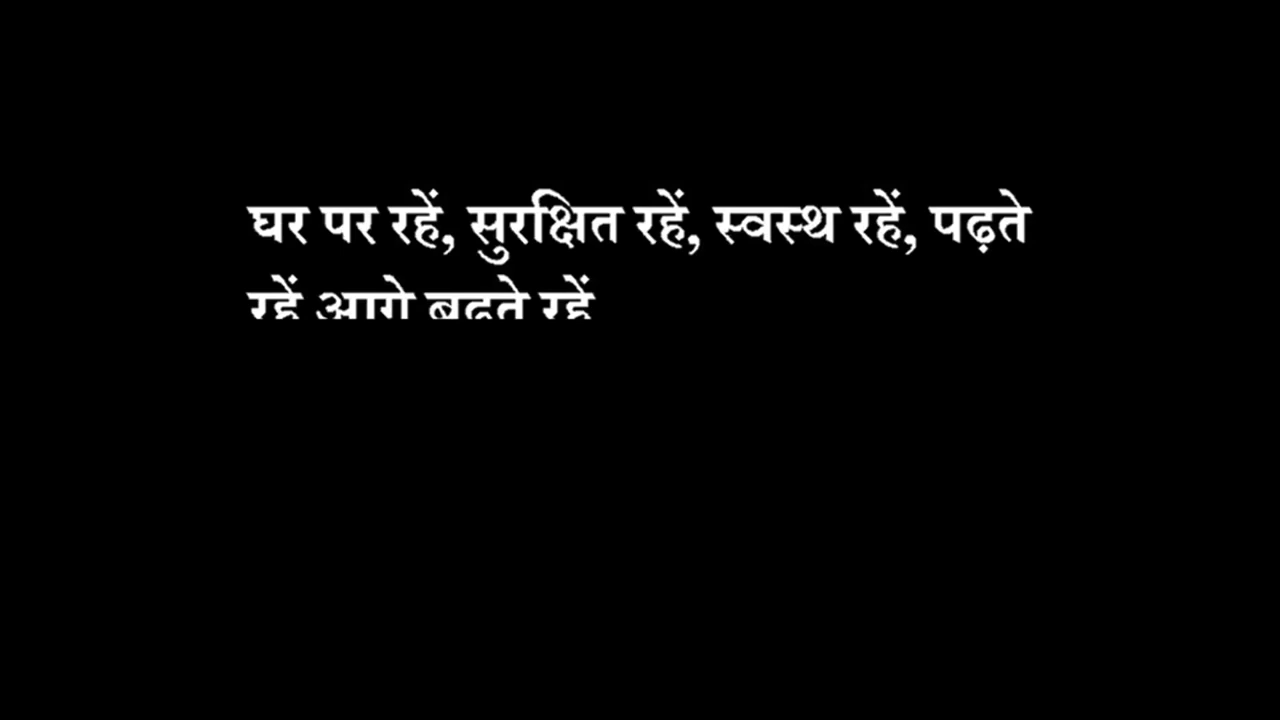 घर पर रहें, सुरक्षित रहें, स्वस्थ रहें, पढ़ते
रहें आगे बढ़ते रहें